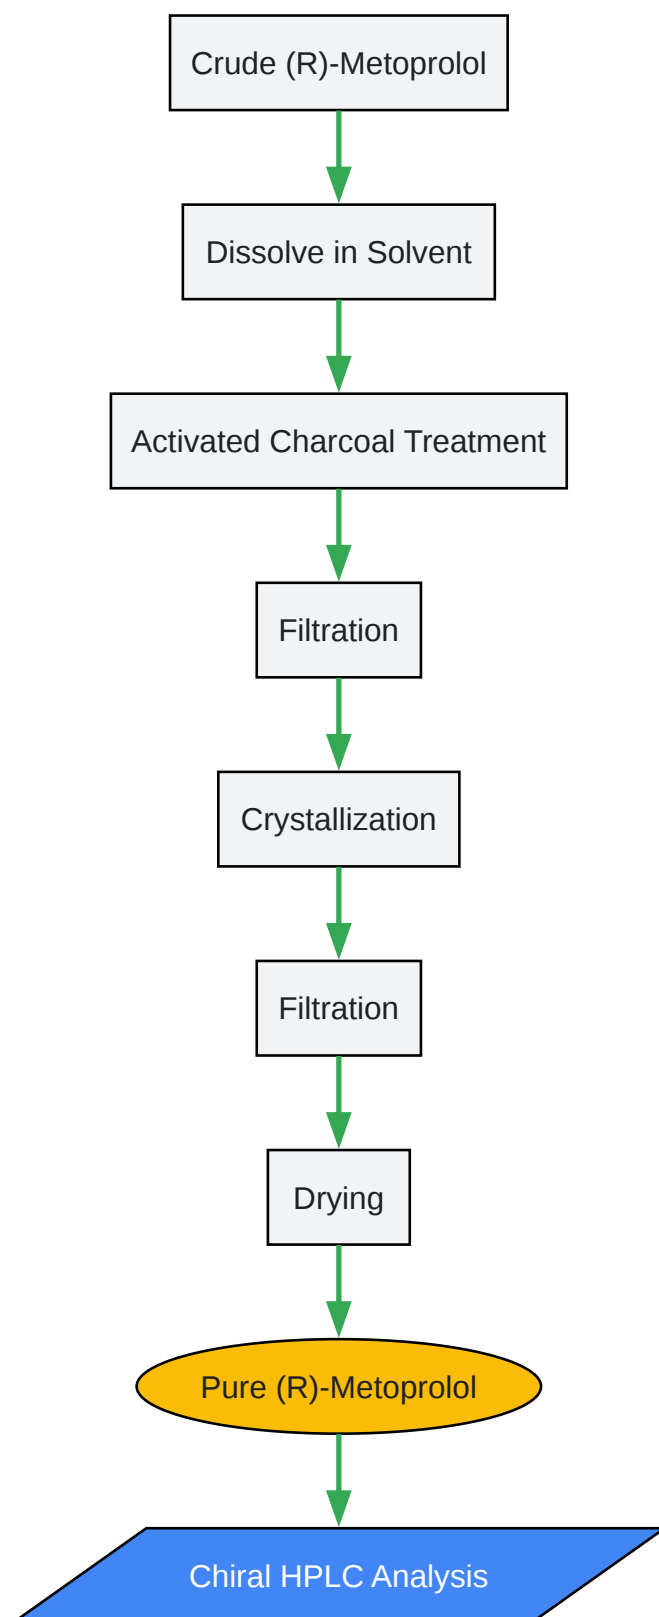 Crude (R)-Metoprolol
Dissolve in Solvent
Activated Charcoal Treatment
Filtration
Crystallization
Filtration
Drying
Pure (R)-Metoprolol
Chiral HPLC Analysis